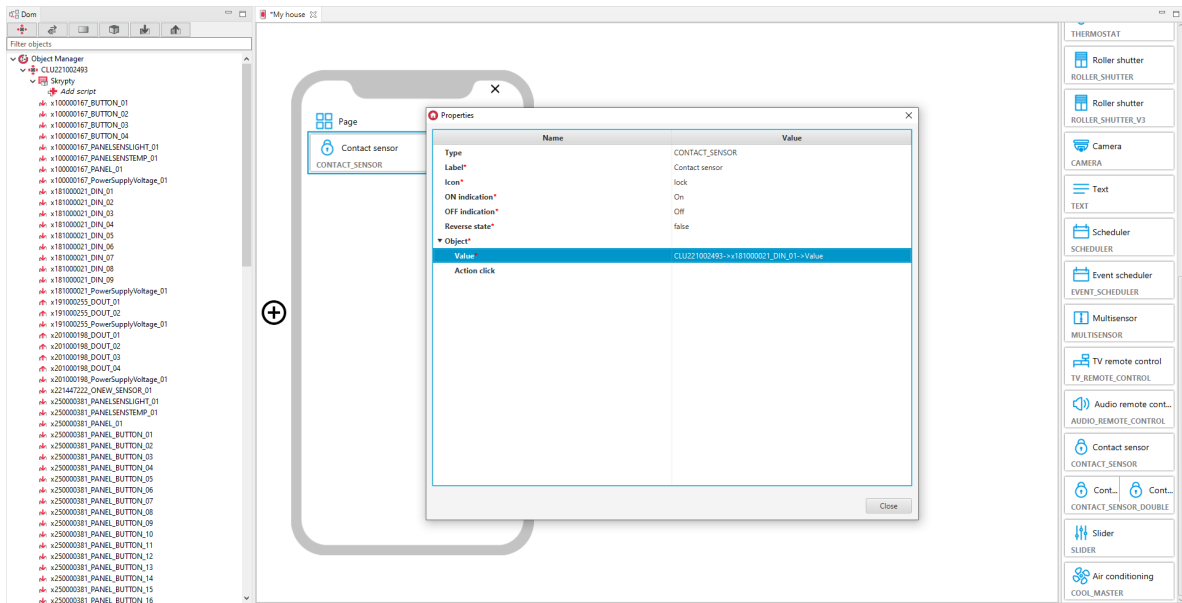 Dom
Filter objects
Object Manager
CLU221002493
Skrypty
Add script
x100000167_BUTTON_01
x100000167_BUTTON_02
x100000167_BUTTON_03
x100000167_BUTTON_04
x100000167_PANELSENSLIGHT_01
x100000167_PANELSENSTEMP_01
x100000167_PANEL_01
x100000167_PowerSupplyVoltage_01
x181000021_DIN_01
x181000021_DIN_02
x181000021_DIN_03
x181000021_DIN_04
x181000021_DIN_05
x181000021_DIN_06
x181000021_DIN_07
x181000021_DIN_08
x181000021_DIN_09
x181000021_PowerSupplyVoltage_01
x191000255_DOUT_01
x191000255_DOUT_02
x191000255_PowerSupplyVoltage_01
x201000198_DOUT_01
x201000198_DOUT_02
x201000198_DOUT_03
x201000198_DOUT_04
x201000198_PowerSupplyVoltage_01
x221447222_ONEW_SENSOR_01
x250000381_PANELSENSLIGHT_01
x250000381_PANELSENSTEMP_01
x250000381_PANEL_01
x250000381_PANEL_BUTTON_01
x250000381_PANEL_BUTTON_02
x250000381_PANEL_BUTTON_03
x250000381_PANEL_BUTTON_04
x250000381_PANEL_BUTTON_05
x250000381_PANEL_BUTTON_06
x250000381_PANEL_BUTTON_07
x250000381_PANEL_BUTTON_08
x250000381_PANEL_BUTTON_09
x250000381_PANEL_BUTTON_10
x250000381_PANEL_BUTTON_11
x250000381_PANEL_BUTTON_12
x250000381_PANEL_BUTTON_13
x250000381_PANEL_BUTTON_14
x250000381_PANEL_BUTTON_15
x250000381_PANEL_BUTTON_16
*My house
Page
Contact sensor
CONTACT_SENSOR
Properties
Name Value
Type CONTACT_SENSOR
Label* Contact sensor
Icon* lock
ON indication* On
OFF indication* Off
Reverse state* false
Object*
Value* CLU221002493->x181000021_DIN_01->Value
Action click
Close
THERMOSTAT
Roller shutter
ROLLER_SHUTTER
Roller shutter
ROLLER_SHUTTER_V3
Camera
CAMERA
Text
TEXT
Scheduler
SCHEDULER
Event scheduler
EVENT_SCHEDULER
Multisensor
MULTISENSOR
TV remote control
TV_REMOTE_CONTROL
Audio remote cont...
AUDIO_REMOTE_CONTROL
Contact sensor
CONTACT_SENSOR
Cont... Cont...
CONTACT_SENSOR_DOUBLE
Slider
SLIDER
Air conditioning
COOL_MASTER